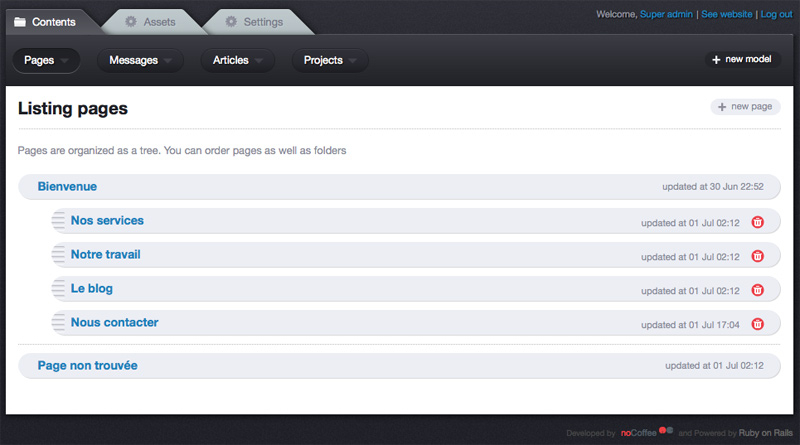 Contents Assets Settings Welcome, Super admin | See website | Log out
Pages Messages Articles Projects + new model
Listing pages + new page
Pages are organized as a tree. You can order pages as well as folders
Bienvenue updated at 30 Jun 22:52
Nos services updated at 01 Jul 02:12
Notre travail updated at 01 Jul 02:12
Le blog updated at 01 Jul 02:12
Nous contacter updated at 01 Jul 17:04
Page non trouvée updated at 01 Jul 02:12
Developed by noCoffee and Powered by Ruby on Rails